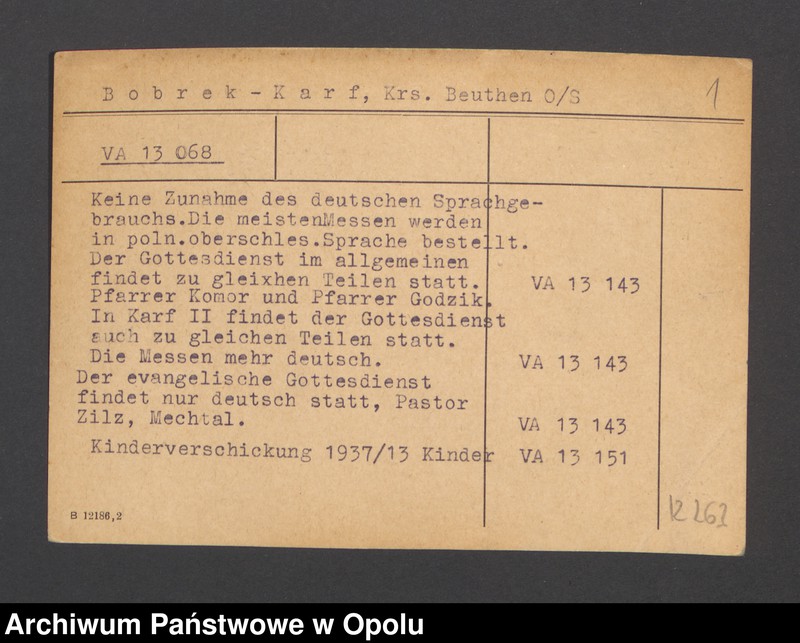 B o b r e k - K a r f, Krs. Beuthen O/S
1
VA 13 068
Keine Zunahme des deutschen Sprachge-
brauchs.Die meistenMessen werden
in poln.oberschles.Sprache bestellt.
Der Gottesdienst im allgemeinen
findet zu gleixhen Teilen statt. VA 13 143
Pfarrer Komor und Pfarrer Godzik.
In Karf II findet der Gottesdienst
auch zu gleichen Teilen statt.
Die Messen mehr deutsch. VA 13 143
Der evangelische Gottesdienst
findet nur deutsch statt, Pastor
Zilz, Mechtal. VA 13 143
Kinderverschickung 1937/13 Kinder VA 13 151
B 12186,2
K 261
Archiwum Państwowe w Opolu